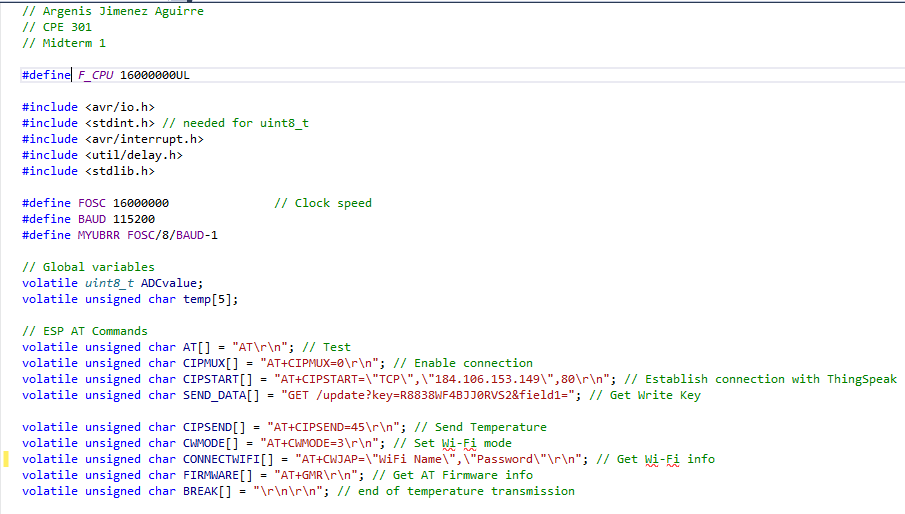 // Argenis Jimenez Aguirre
// CPE 301
// Midterm 1
#define F_CPU 16000000UL
#include <avr/io.h>
#include <stdint.h> // needed for uint8_t
#include <avr/interrupt.h>
#include <util/delay.h>
#include <stdlib.h>
#define FOSC 16000000 // Clock speed
#define BAUD 115200
#define MYUBRR FOSC/8/BAUD-1
// Global variables
volatile uint8_t ADCvalue;
volatile unsigned char temp[5];
// ESP AT Commands
volatile unsigned char AT[] = "AT\r\n"; // Test
volatile unsigned char CIPMUX[] = "AT+CIPMUX=0\r\n"; // Enable connection
volatile unsigned char CIPSTART[] = "AT+CIPSTART=\"TCP\",\"184.106.153.149\",80\r\n"; // Establish connection with ThingSpeak
volatile unsigned char SEND_DATA[] = "GET /update?key=R8838WF4BJJ0RVS2&field1="; // Get Write Key
volatile unsigned char CIPSEND[] = "AT+CIPSEND=45\r\n"; // Send Temperature
volatile unsigned char CWMODE[] = "AT+CWMODE=3\r\n"; // Set Wi-Fi mode
volatile unsigned char CONNECTWIFI[] = "AT+CWJAP=\"WiFi Name\",\"Password\"\r\n"; // Get Wi-Fi info
volatile unsigned char FIRMWARE[] = "AT+GMR\r\n"; // Get AT Firmware info
volatile unsigned char BREAK[] = "\r\n\r\n"; // end of temperature transmission